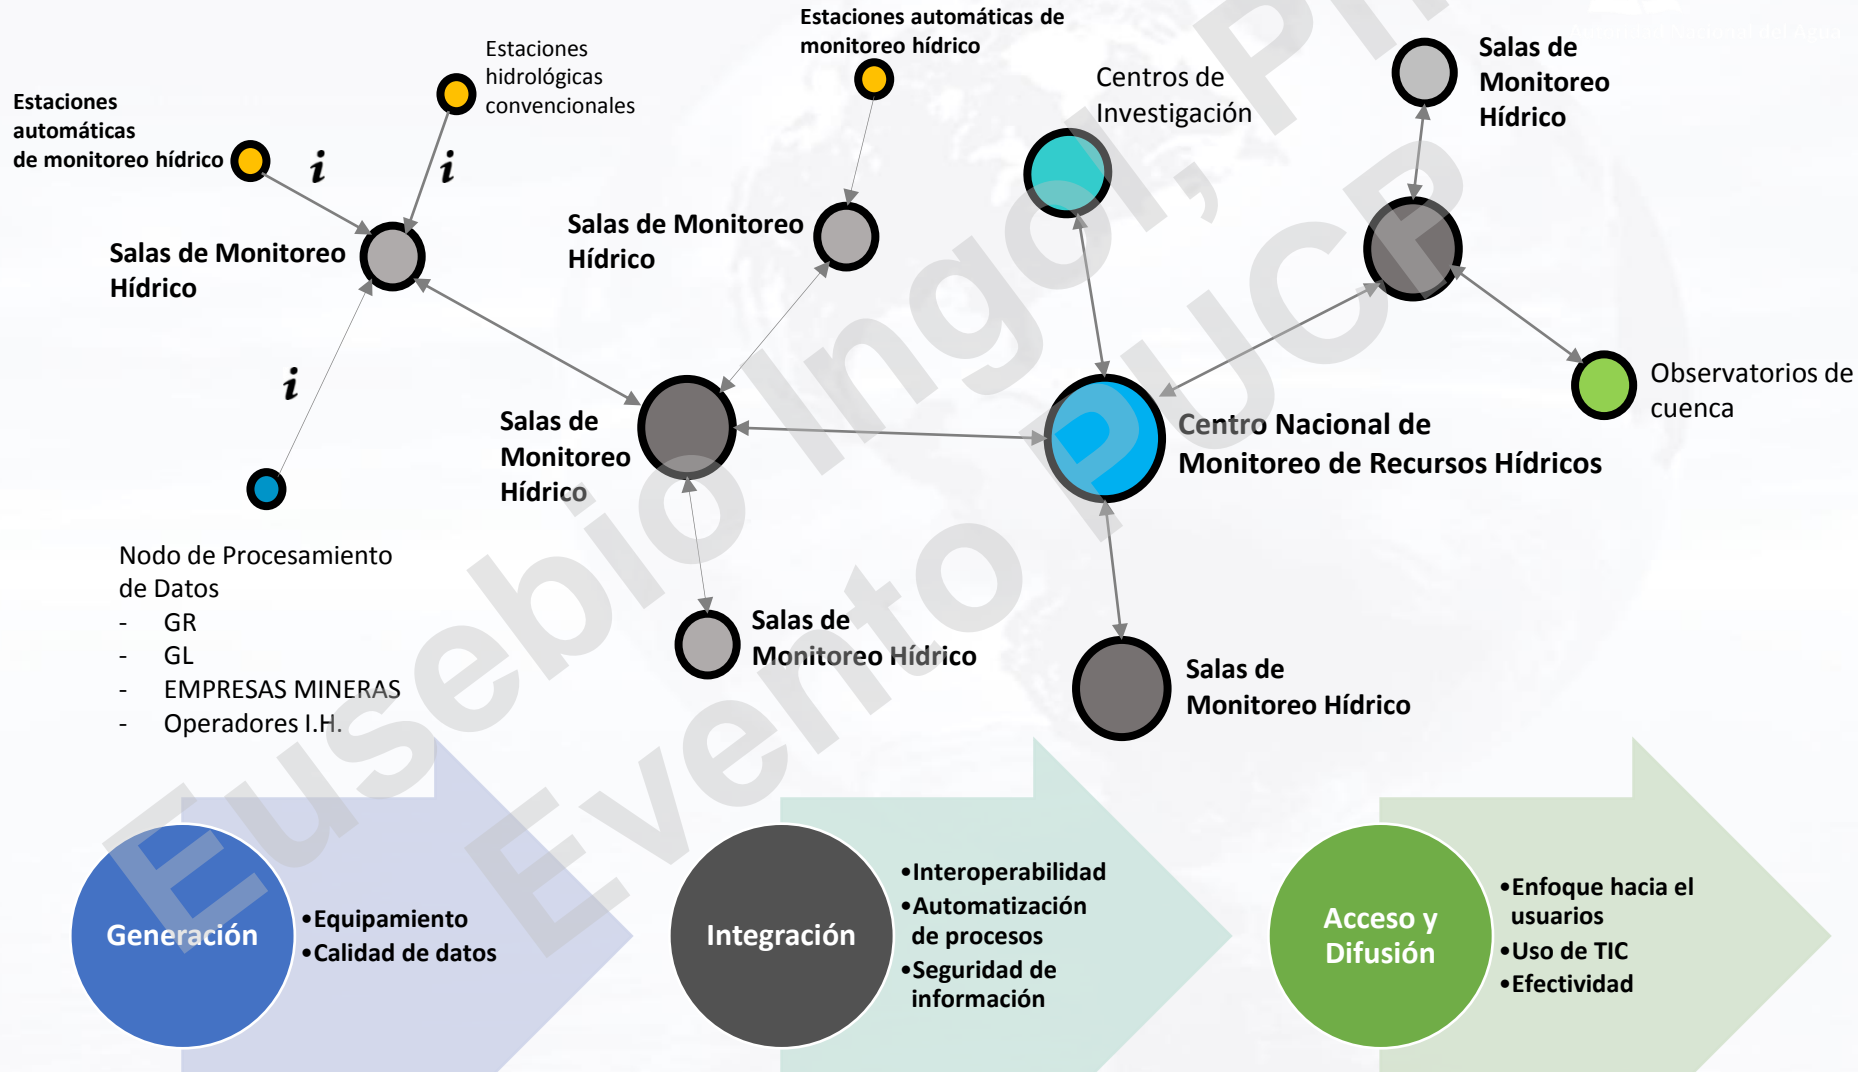 Estaciones automáticas de
monitoreo hídrico
Estaciones
hidrológicas
convencionales
Estaciones
automáticas
de monitoreo hídrico
i
i
Centros de
Investigación
Salas de
Monitoreo
Hídrico
Salas de Monitoreo
Hídrico
Salas de Monitoreo
Hídrico
i
Salas de
Monitoreo
Hídrico
Centro Nacional de
Monitoreo de Recursos Hídricos
Observatorios de
cuenca
Nodo de Procesamiento
de Datos
- GR
- GL
- EMPRESAS MINERAS
- Operadores I.H.
Salas de
Monitoreo Hídrico
Salas de
Monitoreo Hídrico
Generación
•Equipamiento
•Calidad de datos
Integración
•Interoperabilidad
•Automatización
de procesos
•Seguridad de
información
Acceso y
Difusión
•Enfoque hacia el
usuarios
•Uso de TIC
•Efectividad
Eusebio Ingol,
Evento PUCP